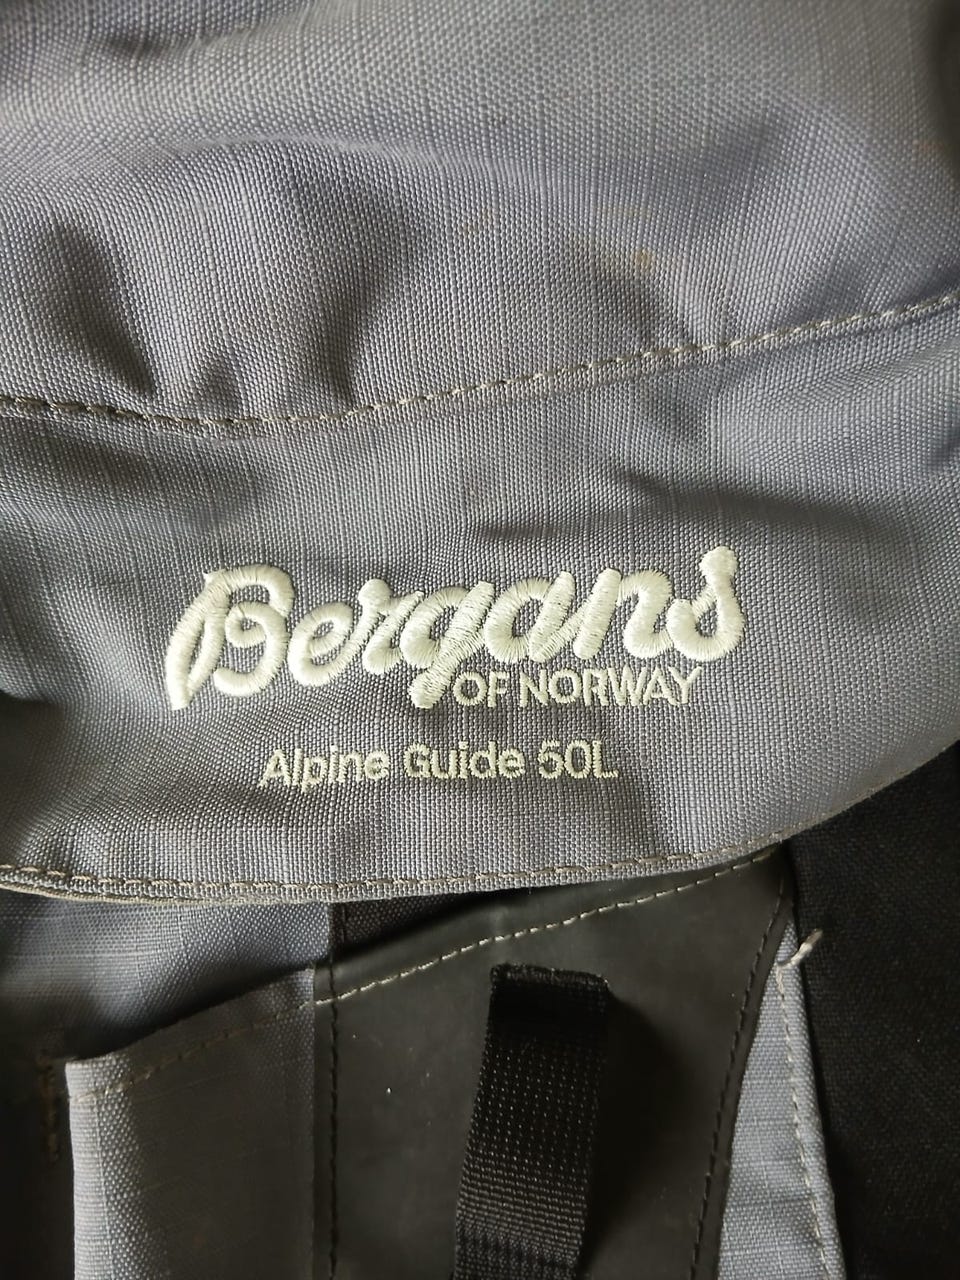 Bergans
OF NORWAY
Alpine Guide 50L